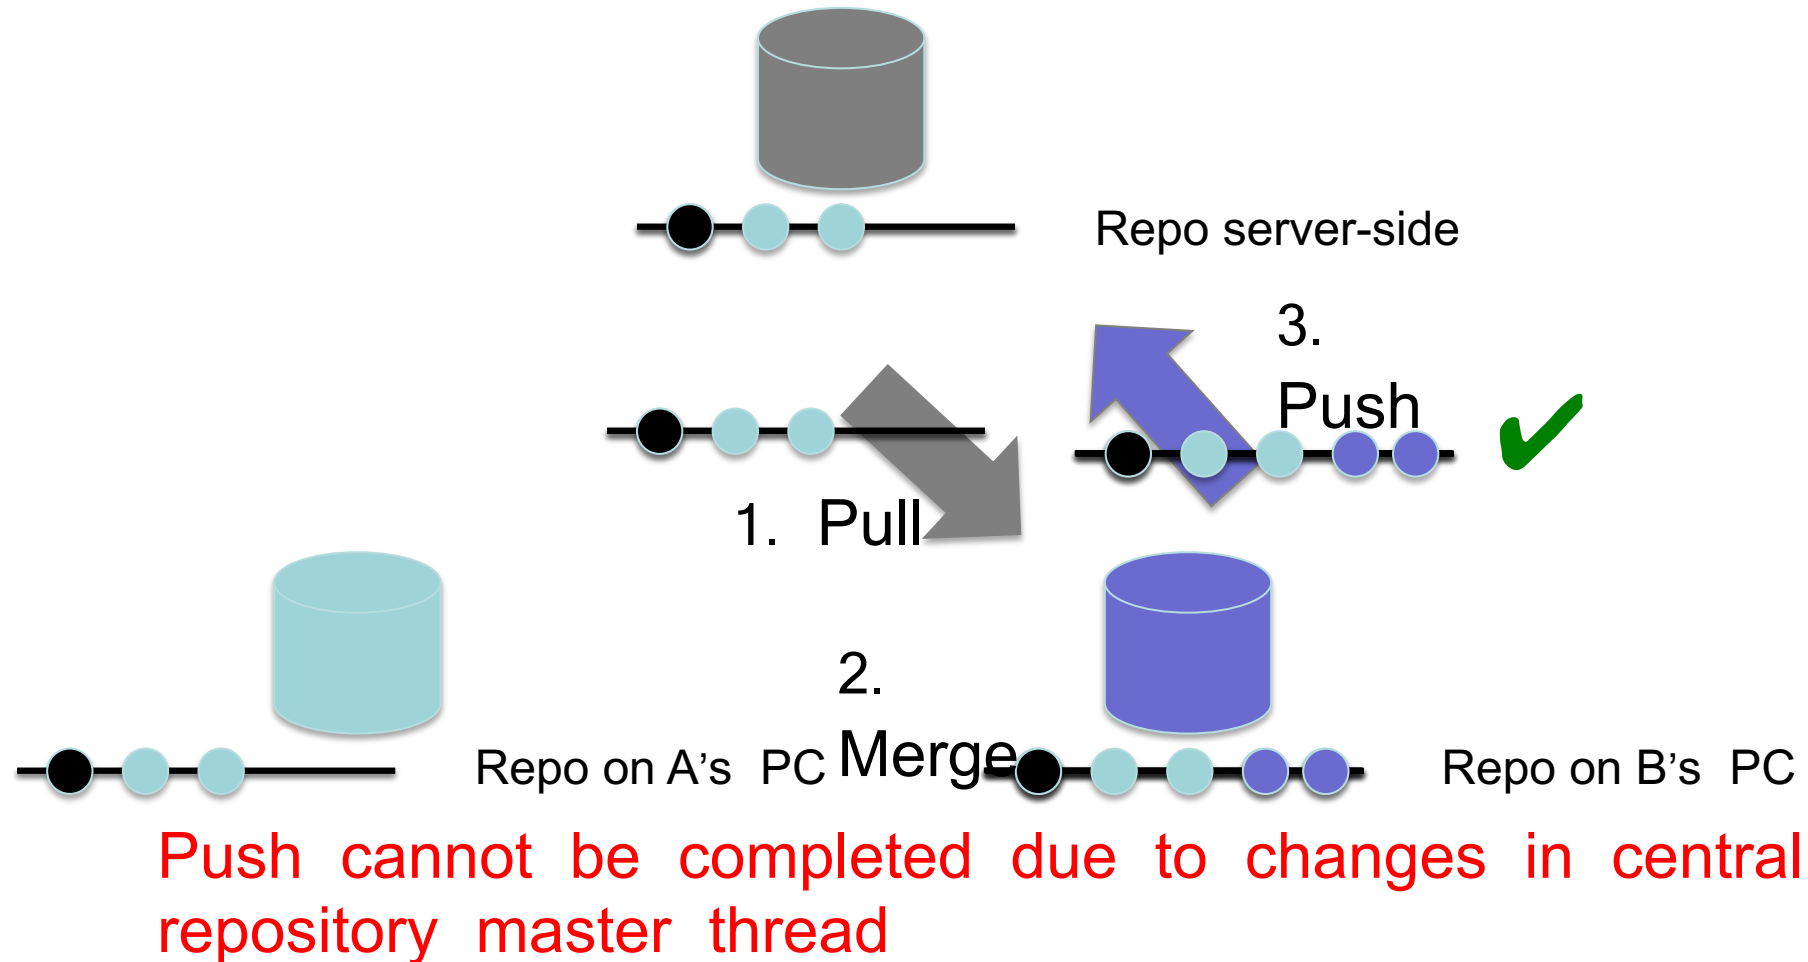 Repo server-side
3.
Push
1. Pull
2.
Merge
Repo on A’s PC
Repo on B’s PC
Push cannot be completed due to changes in central
repository master thread